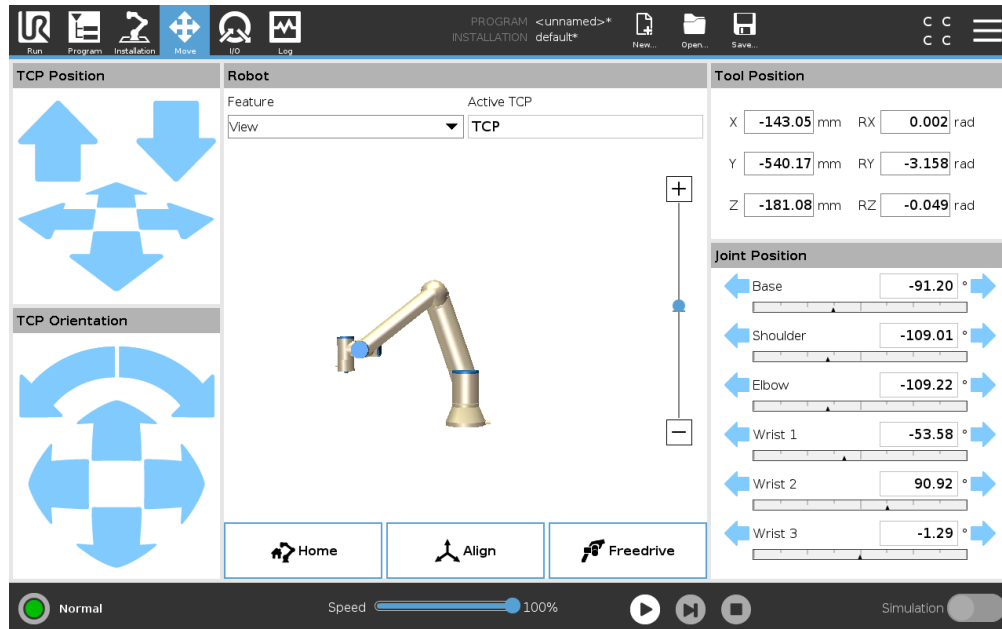 UR
PROGRAM <unnamed>*
INSTALLATION default*
C C
C C
Run Program Installation Move I/O Log New... Open... Save...
TCP Position
Robot
Tool Position
Feature Active TCP
View TCP
X -143.05 mm RX 0.002 rad
Y -540.17 mm RY -3.158 rad
Z -181.08 mm RZ -0.049 rad
+
Joint Position
Base -91.20 °
TCP Orientation
Shoulder -109.01 °
Elbow -109.22 °
Wrist 1 -53.58 °
−
Wrist 2 90.92 °
Wrist 3 -1.29 °
Home Align Freedrive
Normal Speed 100% Simulation